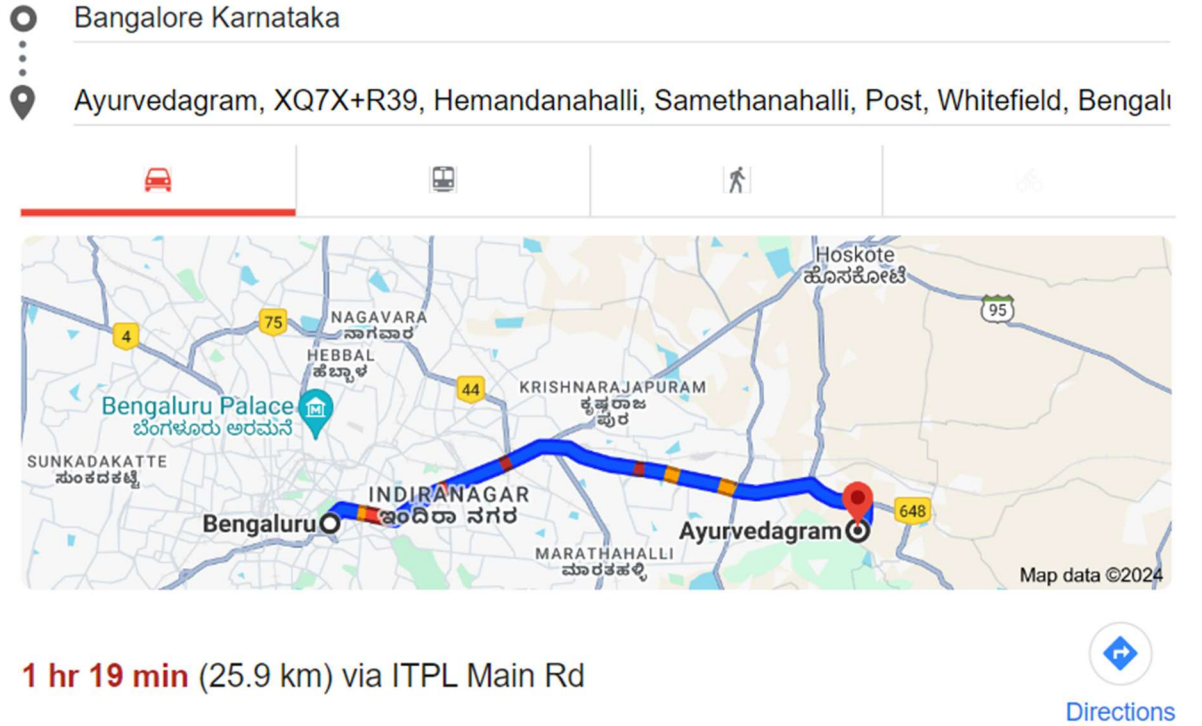 Bangalore Karnataka
Ayurvedagram, XQ7X+R39, Hemandanahalli, Samethanahalli, Post, Whitefield, Bengalu
Hoskote
ಹೊಸಕೋಟೆ
95
NAGAVARA
ನಾಗವಾರ
75
4
HEBBAL
ಹೆಬ್ಬಾಳ
44
KRISHNARAJAPURAM
ಕೃಷ್ಣರಾಜ
ಪುರ
Bengaluru Palace
ಬೆಂಗಳೂರು ಅರಮನೆ
SUNKADAKATTE
ಸುಂಕದಕಟ್ಟೆ
INDIRANAGAR
ಇಂದಿರಾ ನಗರ
Bengaluru
648
Ayurvedagram
MARATHAHALLI
ಮಾರತಹಳ್ಳಿ
Map data ©2024
1 hr 19 min (25.9 km) via ITPL Main Rd
Directions